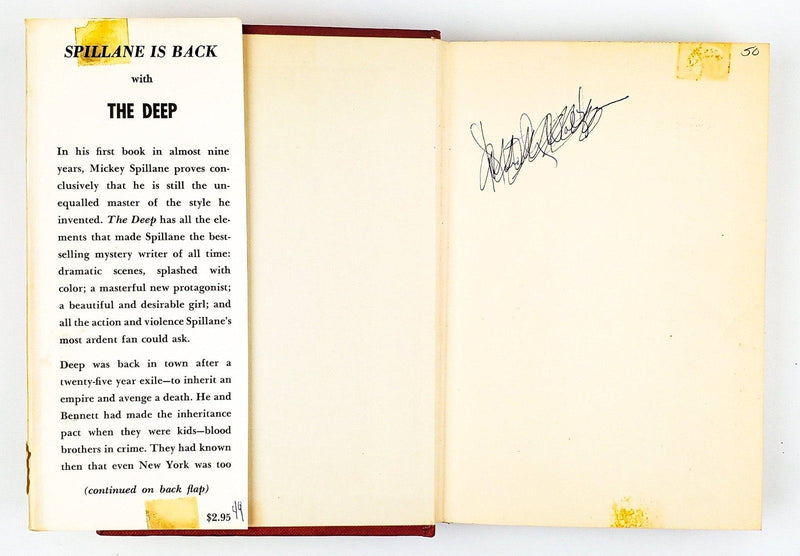 SPILLANE IS BACK
with
THE DEEP
In his first book in almost nine
years, Mickey Spillane proves con-
clusively that he is still the un-
equalled master of the style he
invented. The Deep has all the ele-
ments that made Spillane the best-
selling mystery writer of all time:
dramatic scenes, splashed with
color; a masterful new protagonist;
a beautiful and desirable girl; and
all the action and violence Spillane's
most ardent fan could ask.
Deep was back in town after a
twenty-five year exile—to inherit an
empire and avenge a death. He and
Bennett had made the inheritance
pact when they were kids—blood
brothers in crime. They had known
then that even New York was too
(continued on back flap)
$2.95 49
50